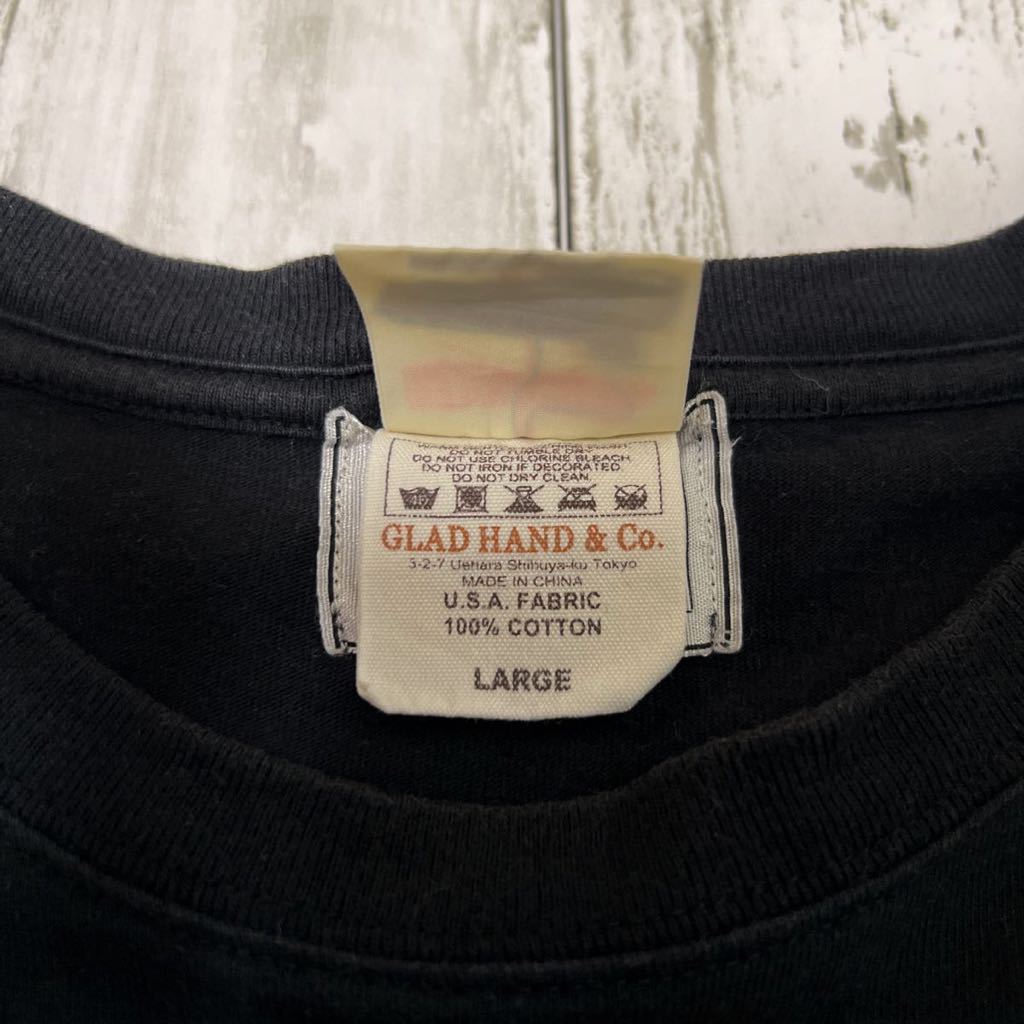 DO NOT TUMBLE DRY
DO NOT USE CHLORINE BLEACH
DO NOT IRON IF DECORATED
DO NOT DRY CLEAN
GLAD HAND & Co.
3-2-7 Uehara Shibuya-ku Tokyo
MADE IN CHINA
U.S.A. FABRIC
100% COTTON
LARGE